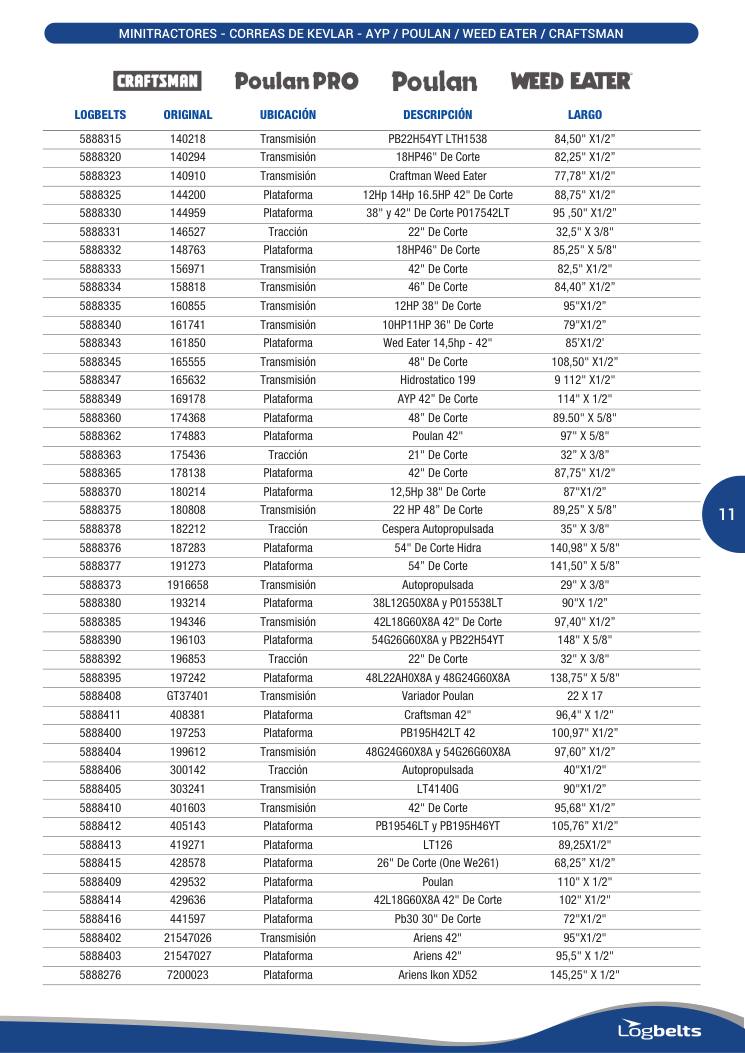 MINITRACTORES - CORREAS DE KEVLAR - AYP / POULAN / WEED EATER / CRAFTSMAN
CRAFTSMAN Poulan PRO Poulan WEED EATER
LOGBELTS ORIGINAL UBICACIÓN DESCRIPCIÓN LARGO
5888315 140218 Transmisión PB22H54YT LTH1538 84,50" X1/2”
5888320 140294 Transmisión 18HP46" De Corte 82,25" X1/2"
5888323 140910 Transmisión Craftman Weed Eater 77,78" X1/2"
5888325 144200 Plataforma 12Hp 14Hp 16.5HP 42" De Corte 88,75" X1/2"
5888330 144959 Plataforma 38" y 42" De Corte P017542LT 95 ,50" X1/2”
5888331 146527 Tracción 22" De Corte 32,5" X 3/8"
5888332 148763 Plataforma 18HP46" De Corte 85,25" X 5/8"
5888333 156971 Transmisión 42" De Corte 82,5" X1/2"
5888334 158818 Transmisión 46” De Corte 84,40” X1/2”
5888335 160855 Transmisión 12HP 38" De Corte 95"X1/2”
5888340 161741 Transmisión 10HP11HP 36" De Corte 79"X1/2”
5888343 161850 Plataforma Wed Eater 14,5hp - 42" 85'X1/2'
5888345 165555 Transmisión 48" De Corte 108,50" X1/2”
5888347 165632 Transmisión Hidrostatico 199 9 112" X1/2"
5888349 169178 Plataforma AYP 42” De Corte 114" X 1/2"
5888360 174368 Plataforma 48” De Corte 89.50" X 5/8"
5888362 174883 Plataforma Poulan 42" 97" X 5/8"
5888363 175436 Tracción 21" De Corte 32” X 3/8"
5888365 178138 Plataforma 42" De Corte 87,75" X1/2"
5888370 180214 Plataforma 12,5Hp 38" De Corte 87"X1/2”
5888375 180808 Transmisión 22 HP 48” De Corte 89,25” X 5/8”
5888378 182212 Tracción Cespera Autopropulsada 35" X 3/8"
5888376 187283 Plataforma 54" De Corte Hidra 140,98" X 5/8"
5888377 191273 Plataforma 54” De Corte 141,50” X 5/8"
5888373 1916658 Transmisión Autopropulsada 29" X 3/8"
5888380 193214 Plataforma 38L12G50X8A y P015538LT 90"X 1/2”
5888385 194346 Transmisión 42L18G60X8A 42" De Corte 97,40" X1/2”
5888390 196103 Plataforma 54G26G60X8A y PB22H54YT 148" X 5/8"
5888392 196853 Tracción 22" De Corte 32" X 3/8"
5888395 197242 Plataforma 48L22AH0X8A y 48G24G60X8A 138,75" X 5/8"
5888408 GT37401 Transmisión Variador Poulan 22 X 17
5888411 408381 Plataforma Craftsman 42" 96,4" X 1/2"
5888400 197253 Plataforma PB195H42LT 42 100,97" X1/2”
5888404 199612 Transmisión 48G24G60X8A y 54G26G60X8A 97,60” X1/2”
5888406 300142 Tracción Autopropulsada 40"X1/2"
5888405 303241 Transmisión LT4140G 90"X1/2”
5888410 401603 Transmisión 42" De Corte 95,68" X1/2"
5888412 405143 Plataforma PB19546LT y PB195H46YT 105,76” X1/2”
5888413 419271 Plataforma LT126 89,25X1/2"
5888415 428578 Plataforma 26" De Corte (One We261) 68,25” X1/2”
5888409 429532 Plataforma Poulan 110" X 1/2"
5888414 429636 Plataforma 42L18G60X8A 42" De Corte 102" X1/2"
5888416 441597 Plataforma Pb30 30" De Corte 72"X1/2"
5888402 21547026 Transmisión Ariens 42" 95"X1/2”
5888403 21547027 Plataforma Ariens 42" 95,5" X 1/2"
5888276 7200023 Plataforma Ariens Ikon XD52 145,25" X 1/2"
11
Logbelts